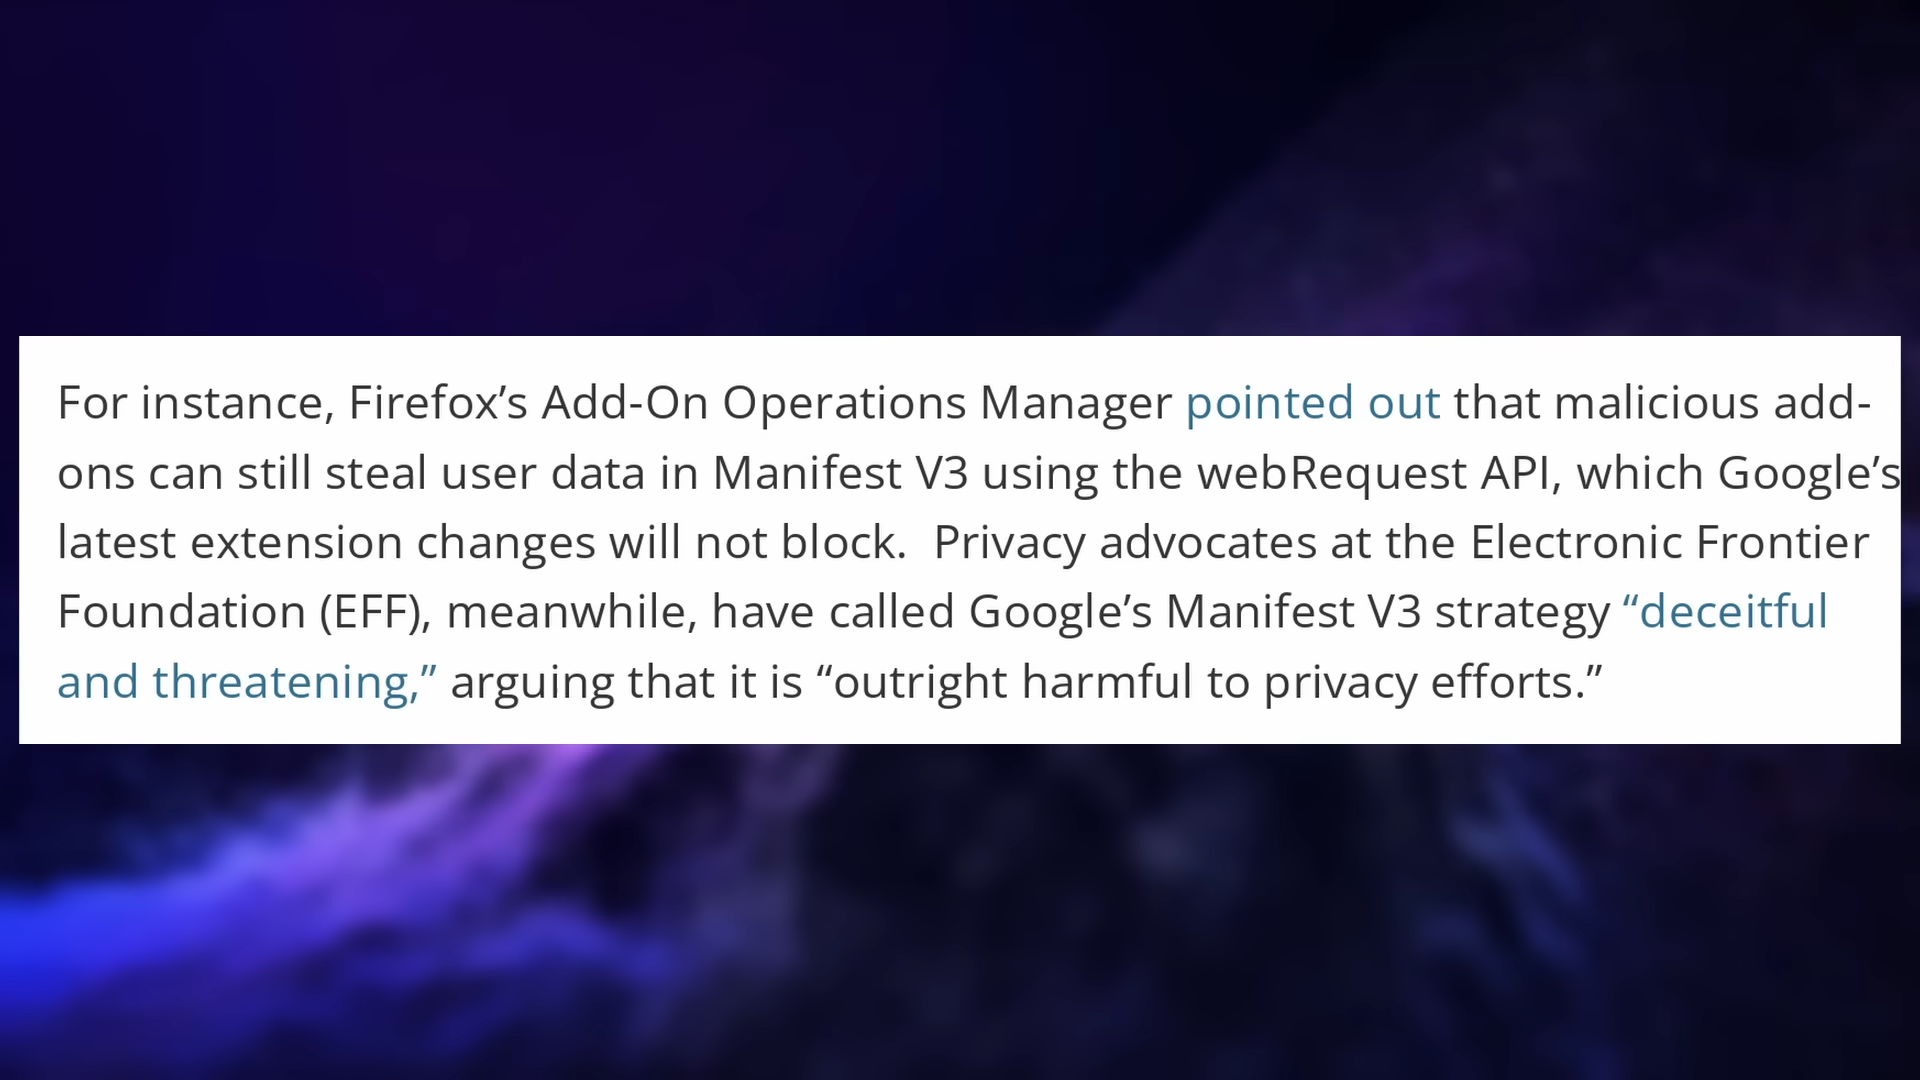 For instance, Firefox’s Add-On Operations Manager pointed out that malicious add-
ons can still steal user data in Manifest V3 using the webRequest API, which Google’s
latest extension changes will not block.  Privacy advocates at the Electronic Frontier
Foundation (EFF), meanwhile, have called Google’s Manifest V3 strategy “deceitful
and threatening,” arguing that it is “outright harmful to privacy efforts.”